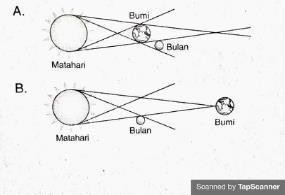 A.
Bumi
Bulan
Matahari
B.
Bulan
Bumi
Matahari
Scanned by TapScanner